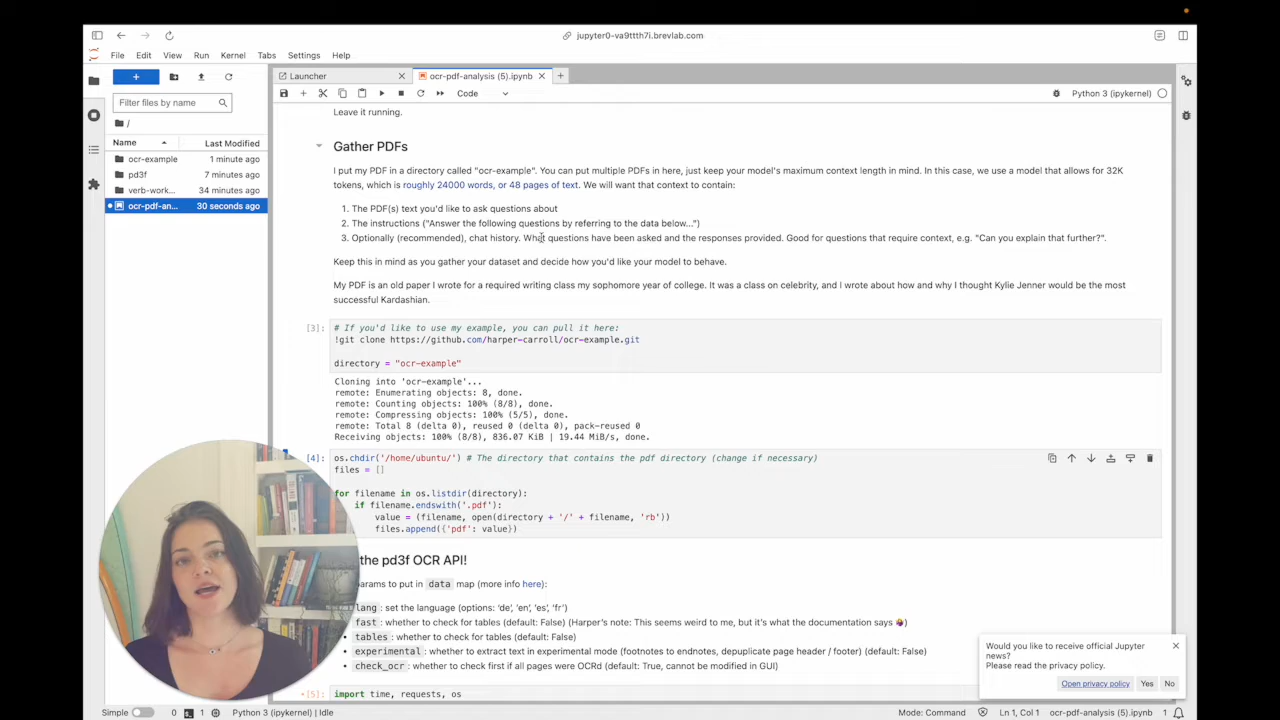 jupyter0-va9ttth7i.brevlab.com
File Edit View Run Kernel Tabs Settings Help
Launcher
ocr-pdf-analysis (5).ipynb
Code
Python 3 (ipykernel)
Filter files by name
/
Name Last Modified
ocr-example 1 minute ago
pd3f 7 minutes ago
verb-work... 34 minutes ago
ocr-pdf-an... 30 seconds ago
Leave it running.
Gather PDFs
I put my PDF in a directory called "ocr-example". You can put multiple PDFs in here, just keep your model's maximum context length in mind. In this case, we use a model that allows for 32K
tokens, which is roughly 24000 words, or 48 pages of text. We will want that context to contain:
1. The PDF(s) text you'd like to ask questions about
2. The instructions ("Answer the following questions by referring to the data below...")
3. Optionally (recommended), chat history. What questions have been asked and the responses provided. Good for questions that require context, e.g. "Can you explain that further?".
Keep this in mind as you gather your dataset and decide how you'd like your model to behave.
My PDF is an old paper I wrote for a required writing class my sophomore year of college. It was a class on celebrity, and I wrote about how and why I thought Kylie Jenner would be the most
successful Kardashian.
[3]: # If you'd like to use my example, you can pull it here:
!git clone https://github.com/harper-carroll/ocr-example.git
directory = "ocr-example"
Cloning into 'ocr-example'...
remote: Enumerating objects: 8, done.
remote: Counting objects: 100% (8/8), done.
remote: Compressing objects: 100% (5/5), done.
remote: Total 8 (delta 0), reused 0 (delta 0), pack-reused 0
Receiving objects: 100% (8/8), 836.07 KiB | 19.44 MiB/s, done.
[4]: os.chdir('/home/ubuntu/') # The directory that contains the pdf directory (change if necessary)
files = []
for filename in os.listdir(directory):
if filename.endswith('.pdf'):
value = (filename, open(directory + '/' + filename, 'rb'))
files.append({'pdf': value})
the pd3f OCR API!
params to put in data map (more info here):
lang : set the language (options: 'de', 'en', 'es', 'fr')
fast : whether to check for tables (default: False) (Harper's note: This seems weird to me, but it's what the documentation says 🤷‍♀️)
tables : whether to check for tables (default: False)
experimental : whether to extract text in experimental mode (footnotes to endnotes, depuplicate page header / footer) (default: False)
check_ocr : whether to check first if all pages were OCRd (default: True, cannot be modified in GUI)
[5]: import time, requests, os
Would you like to receive official Jupyter
news?
Please read the privacy policy.
Open privacy policy Yes No
Simple 0 1 Python 3 (ipykernel) | Idle Mode: Command Ln 1, Col 1 ocr-pdf-analysis (5).ipynb 1